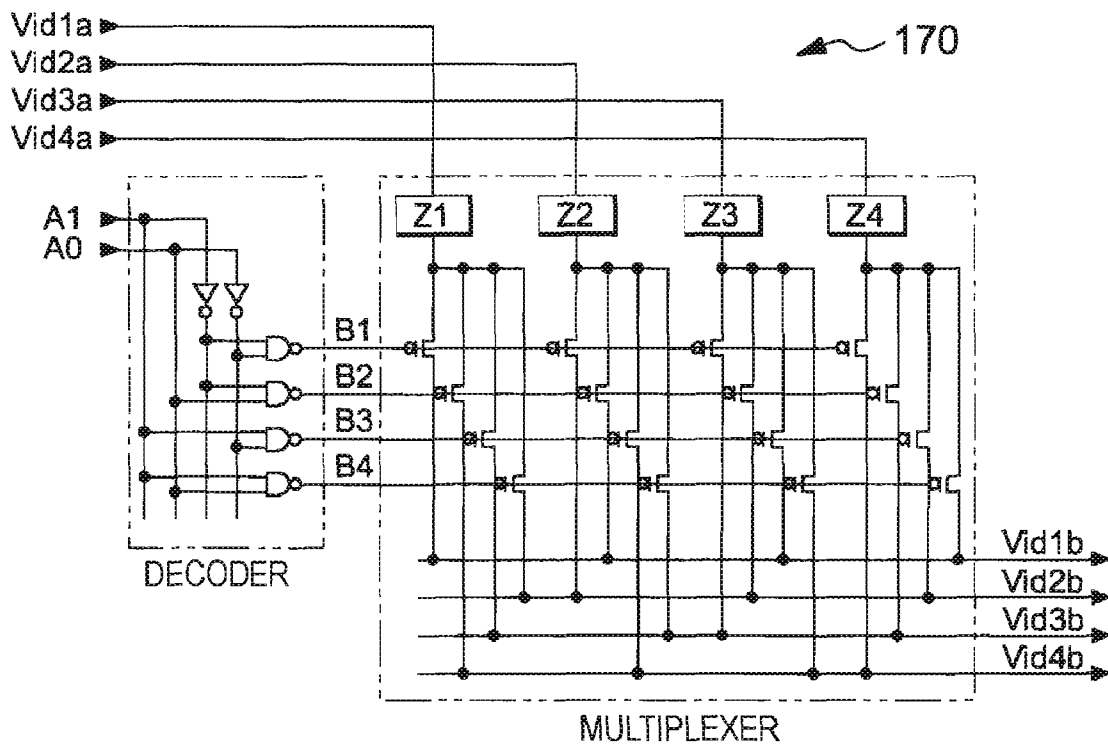 Vid1a
170
Vid2a
Vid3a
Vid4a
A1
A0
Z1 Z2 Z3 Z4
B1
B2
B3
B4
Vid1b
Vid2b
Vid3b
Vid4b
DECODER
MULTIPLEXER